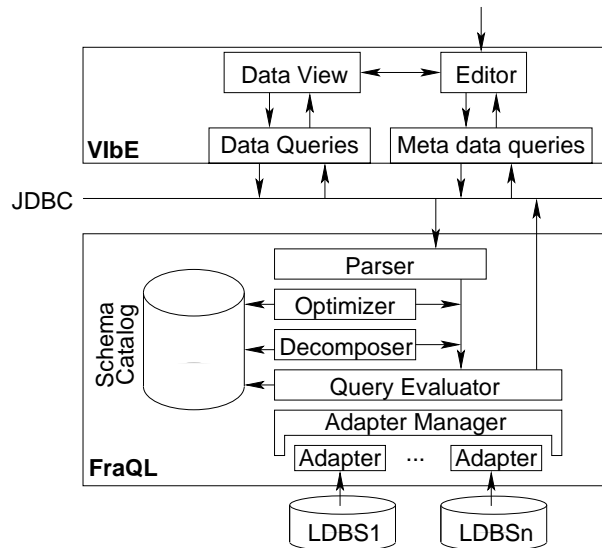 Data View
Editor
Data Queries
Meta data queries
VIbE
JDBC
Parser
Optimizer
Schema
Catalog
Decomposer
Query Evaluator
Adapter Manager
Adapter
...
Adapter
FraQL
LDBS1
LDBSn